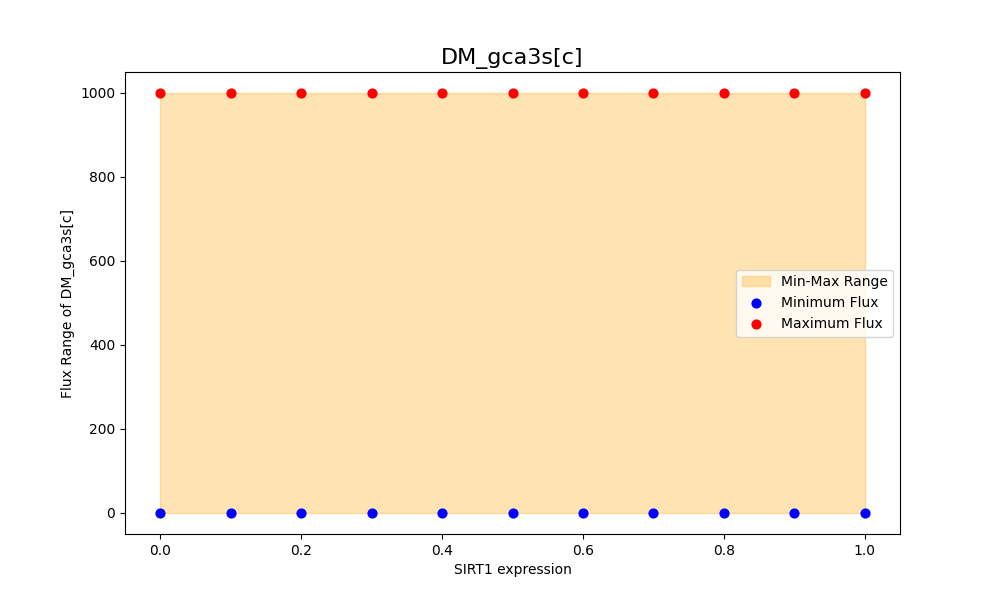 DM_gca3s[c]
Flux Range of DM_gca3s[c]
1000
800
600
400
200
0
Min-Max Range
Minimum Flux
Maximum Flux
0.0 0.2 0.4 0.6 0.8 1.0
SIRT1 expression